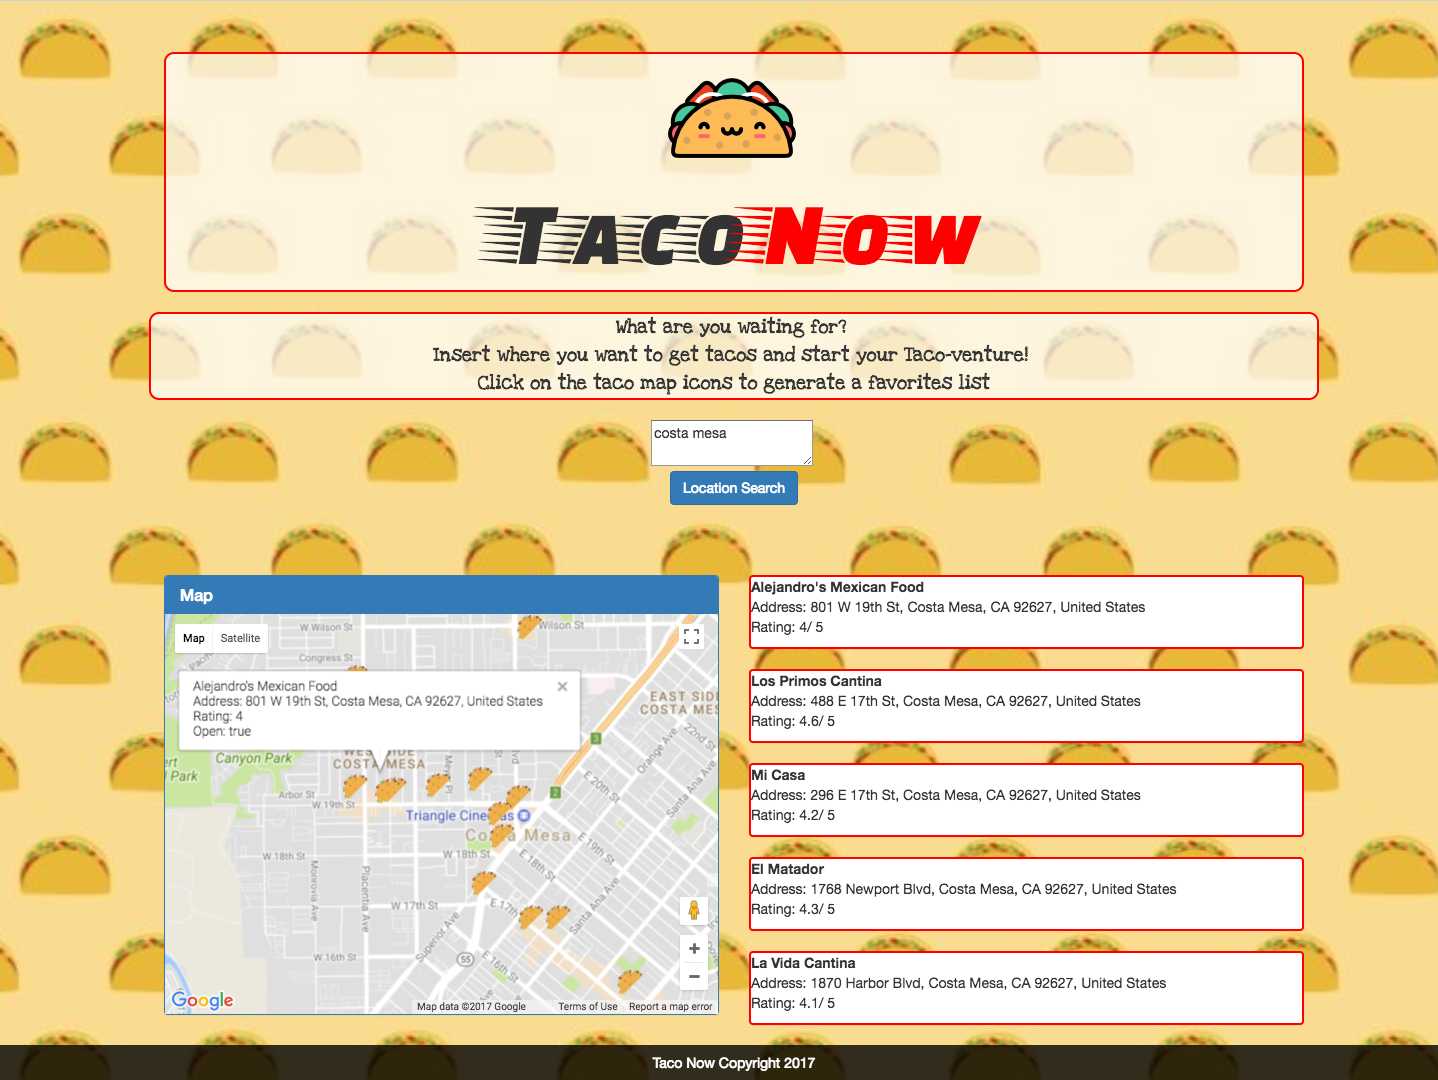 Taco Now
What are you waiting for?
Insert where you want to get tacos and start your Taco-venture!
Click on the taco map icons to generate a favorites list
costa mesa
Location Search
Map
Map
Satellite
W Wilson St
Wilson St
Congress St
Alejandro's Mexican Food
Address: 801 W 19th St, Costa Mesa, CA 92627, United States
Rating: 4
Open: true
EAST SID
COSTA MES
22nd St
Orange Ave
Santa Ana Ave
Canyon Park
Park
COSTA MESA
3
E 20th St
2
Arbor St
W 19th St
Triangle Cine
Mesa
E 19th St
W 18th St
W 18th St
E 18th St
Monrovia Ave
Placentia Ave
Santa Ana Ave
W 17th St
E 17th
Superior Ave
W 16th St
55
E 16th St
Google
Map data ©2017 Google
Terms of Use
Report a map error
Alejandro's Mexican Food
Address: 801 W 19th St, Costa Mesa, CA 92627, United States
Rating: 4/ 5
Los Primos Cantina
Address: 488 E 17th St, Costa Mesa, CA 92627, United States
Rating: 4.6/ 5
Mi Casa
Address: 296 E 17th St, Costa Mesa, CA 92627, United States
Rating: 4.2/ 5
El Matador
Address: 1768 Newport Blvd, Costa Mesa, CA 92627, United States
Rating: 4.3/ 5
La Vida Cantina
Address: 1870 Harbor Blvd, Costa Mesa, CA 92627, United States
Rating: 4.1/ 5
Taco Now Copyright 2017